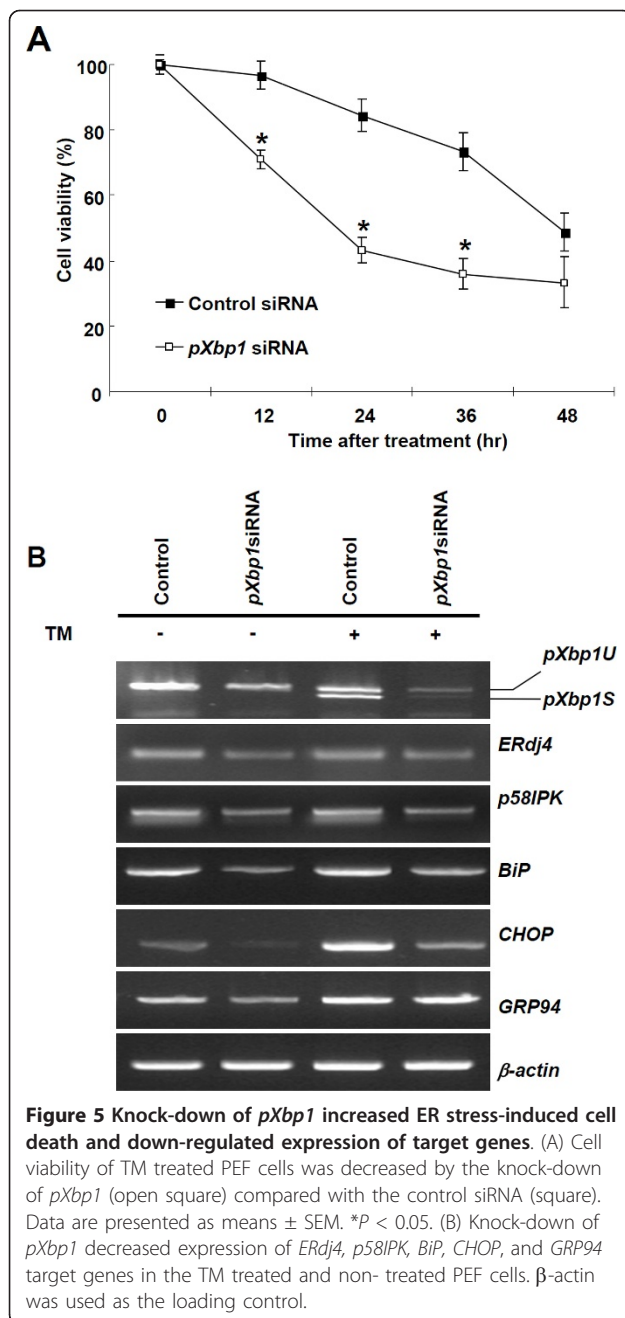 A
100
80
60
40
20
0
Cell viability (%)
*
*
*
Control siRNA
pXbp1 siRNA
0 12 24 36 48
Time after treatment (hr)
B
Control pXbp1siRNA Control pXbp1siRNA
TM - - + +
pXbp1U
pXbp1S
ERdj4
p58IPK
BiP
CHOP
GRP94
β-actin
Figure 5 Knock-down of pXbp1 increased ER stress-induced cell
death and down-regulated expression of target genes. (A) Cell
viability of TM treated PEF cells was decreased by the knock-down
of pXbp1 (open square) compared with the control siRNA (square).
Data are presented as means ± SEM. *P < 0.05. (B) Knock-down of
pXbp1 decreased expression of ERdj4, p58IPK, BiP, CHOP, and GRP94
target genes in the TM treated and non- treated PEF cells. β-actin
was used as the loading control.